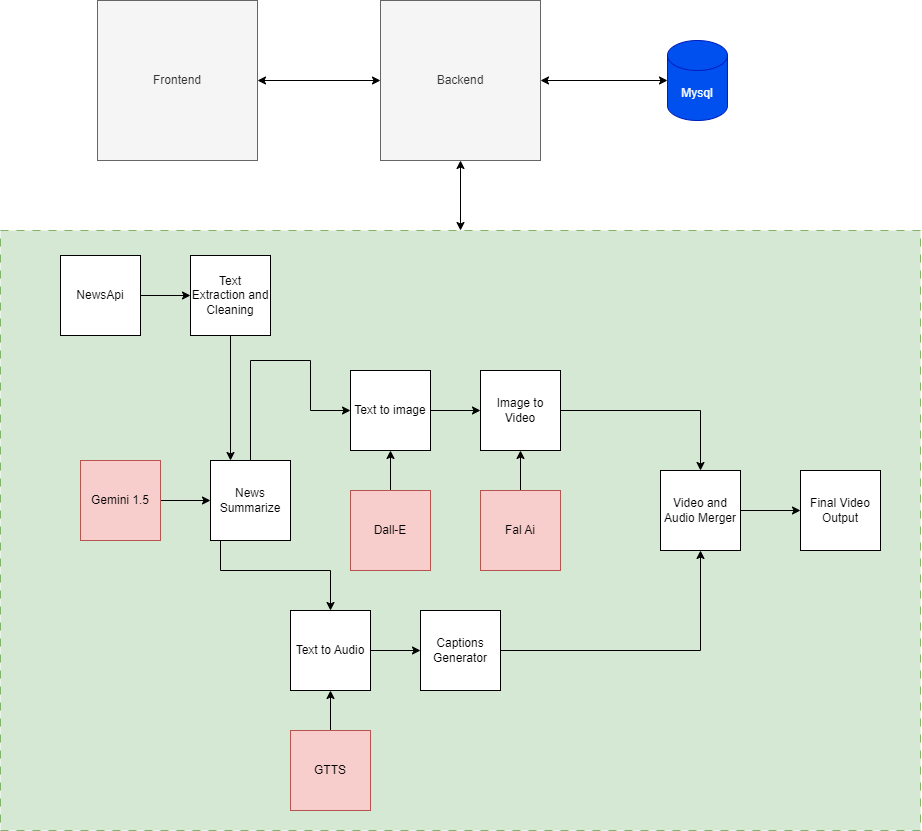 Frontend
Backend
Mysql
NewsApi
Text
Extraction and
Cleaning
Text to image
Image to
Video
Gemini 1.5
News
Summarize
Dall-E
Fal Ai
Video and
Audio Merger
Final Video
Output
Text to Audio
Captions
Generator
GTTS